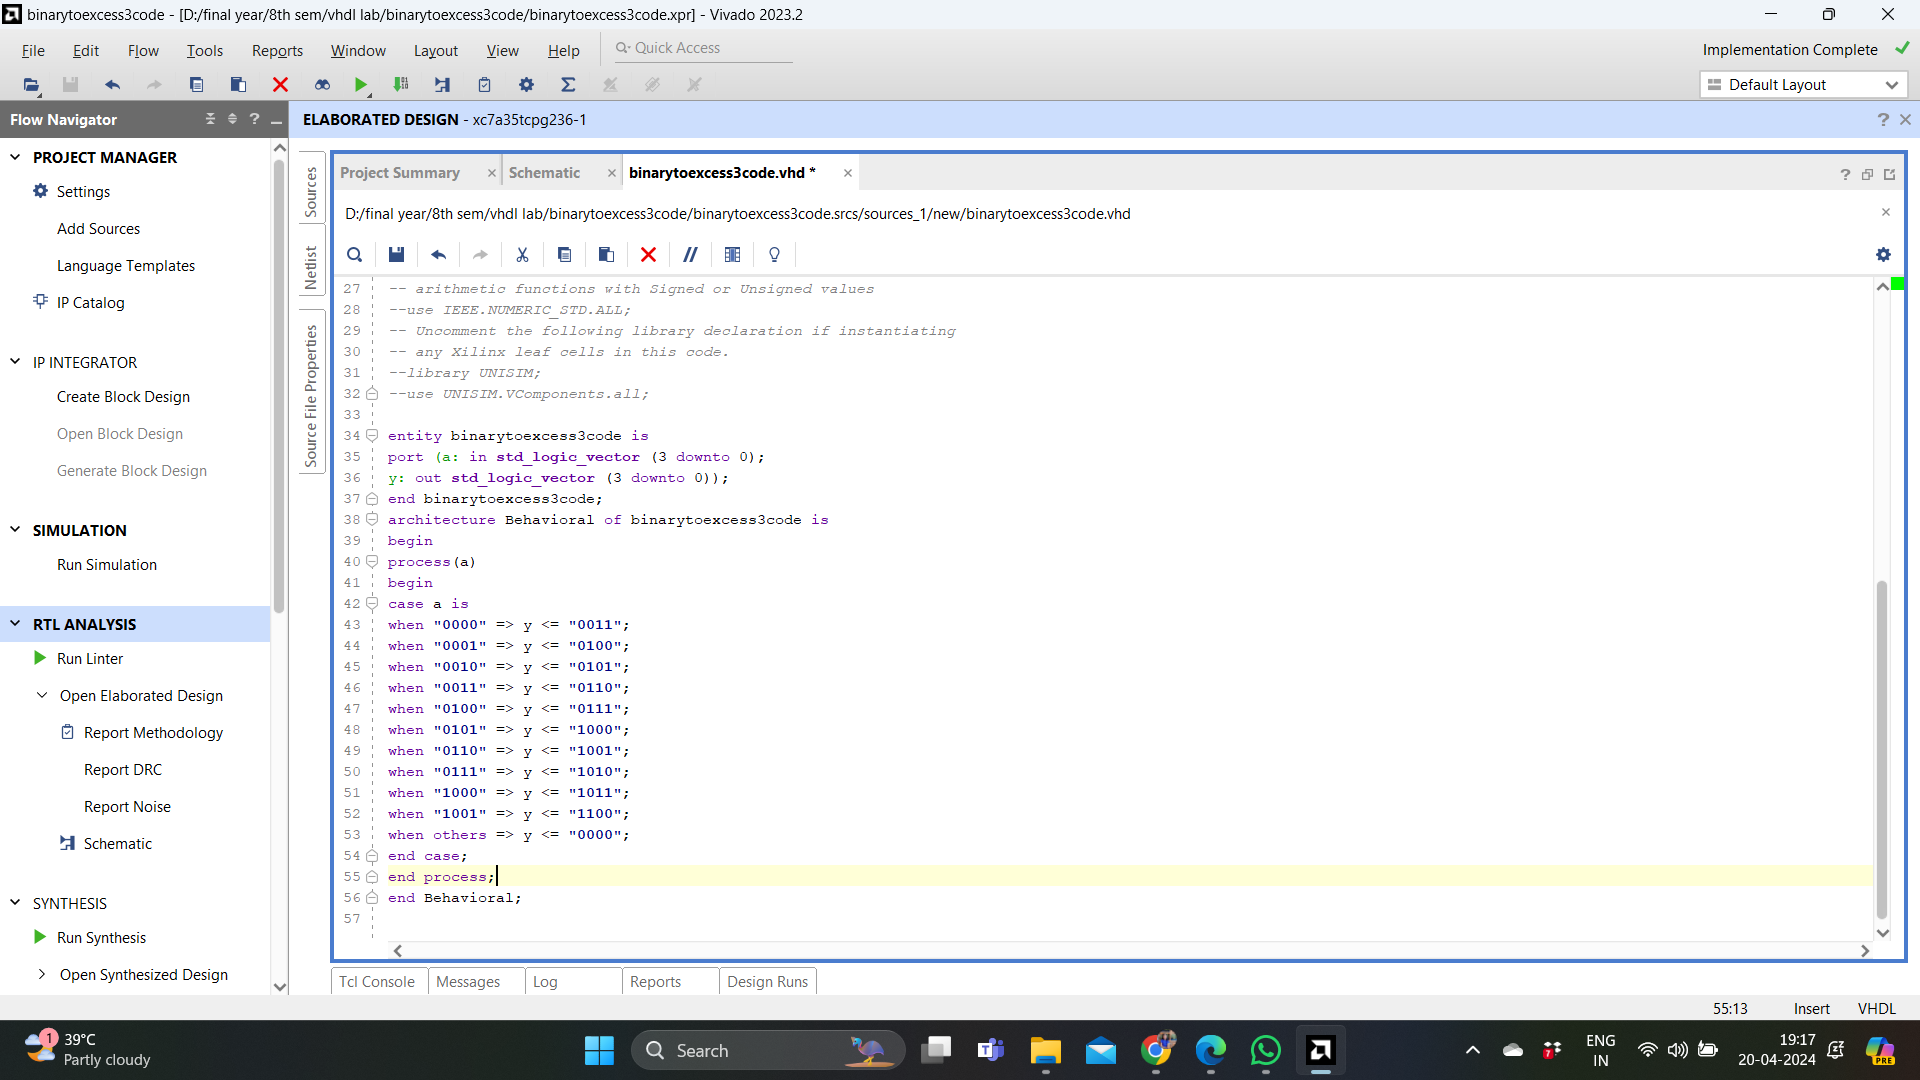 binarytoexcess3code - [D:/final year/8th sem/vhdl lab/binarytoexcess3code/binarytoexcess3code.xpr] - Vivado 2023.2
File Edit Flow Tools Reports Window Layout View Help Quick Access
Implementation Complete
Default Layout
Flow Navigator
ELABORATED DESIGN - xc7a35tcpg236-1
PROJECT MANAGER
Settings
Add Sources
Language Templates
IP Catalog
IP INTEGRATOR
Create Block Design
Open Block Design
Generate Block Design
SIMULATION
Run Simulation
RTL ANALYSIS
Run Linter
Open Elaborated Design
Report Methodology
Report DRC
Report Noise
Schematic
SYNTHESIS
Run Synthesis
Open Synthesized Design
Sources
Netlist
Source File Properties
Project Summary Schematic binarytoexcess3code.vhd *
D:/final year/8th sem/vhdl lab/binarytoexcess3code/binarytoexcess3code.srcs/sources_1/new/binarytoexcess3code.vhd
27 -- arithmetic functions with Signed or Unsigned values
28 --use IEEE.NUMERIC_STD.ALL;
29 -- Uncomment the following library declaration if instantiating
30 -- any Xilinx leaf cells in this code.
31 --library UNISIM;
32 --use UNISIM.VComponents.all;
33
34 entity binarytoexcess3code is
35 port (a: in std_logic_vector (3 downto 0);
36 y: out std_logic_vector (3 downto 0));
37 end binarytoexcess3code;
38 architecture Behavioral of binarytoexcess3code is
39 begin
40 process(a)
41 begin
42 case a is
43 when "0000" => y <= "0011";
44 when "0001" => y <= "0100";
45 when "0010" => y <= "0101";
46 when "0011" => y <= "0110";
47 when "0100" => y <= "0111";
48 when "0101" => y <= "1000";
49 when "0110" => y <= "1001";
50 when "0111" => y <= "1010";
51 when "1000" => y <= "1011";
52 when "1001" => y <= "1100";
53 when others => y <= "0000";
54 end case;
55 end process;
56 end Behavioral;
57
Tcl Console Messages Log Reports Design Runs
55:13 Insert VHDL
1
39°C
Partly cloudy
Search
7
ENG
IN
19:17
20-04-2024
PRE